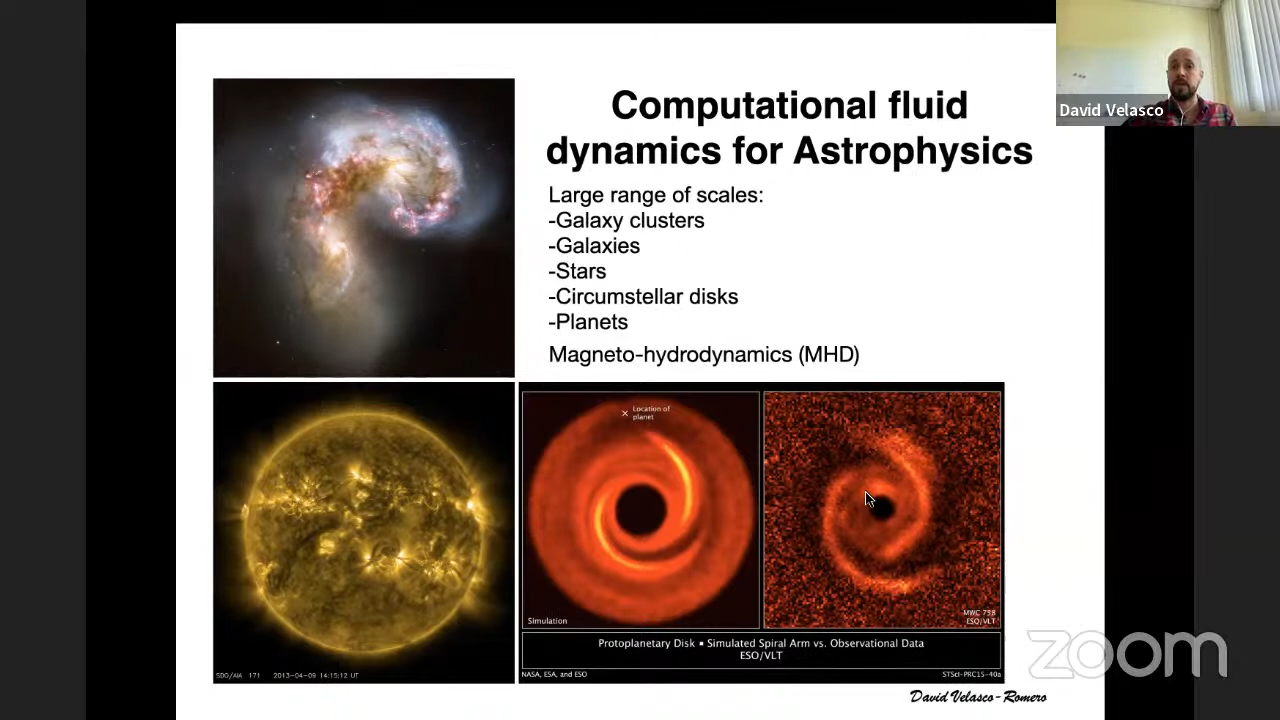 Computational fluid
dynamics for Astrophysics
Large range of scales:
-Galaxy clusters
-Galaxies
-Stars
-Circumstellar disks
-Planets
Magneto-hydrodynamics (MHD)
David Velasco
Location of
planet
Simulation
MWC 758
ESO/VLT
Protoplanetary Disk ▪ Simulated Spiral Arm vs. Observational Data
ESO/VLT
NASA, ESA, and ESO
STScI-PRC15-40a
SDO/AIA 171 2013-04-09 14:15:12 UT
David Velasco-Romero
zoom